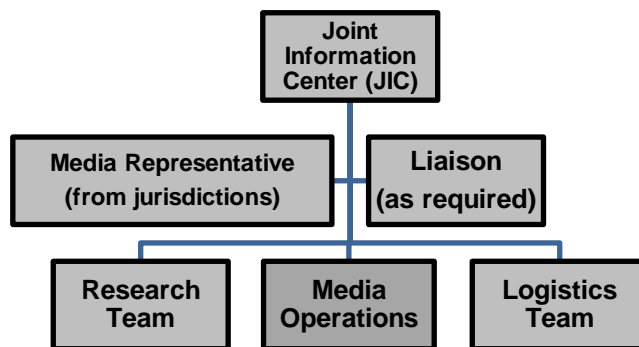 Joint
Information
Center (JIC)
Media Representative
(from jurisdictions)
Liaison
(as required)
Research
Team
Media
Operations
Logistics
Team